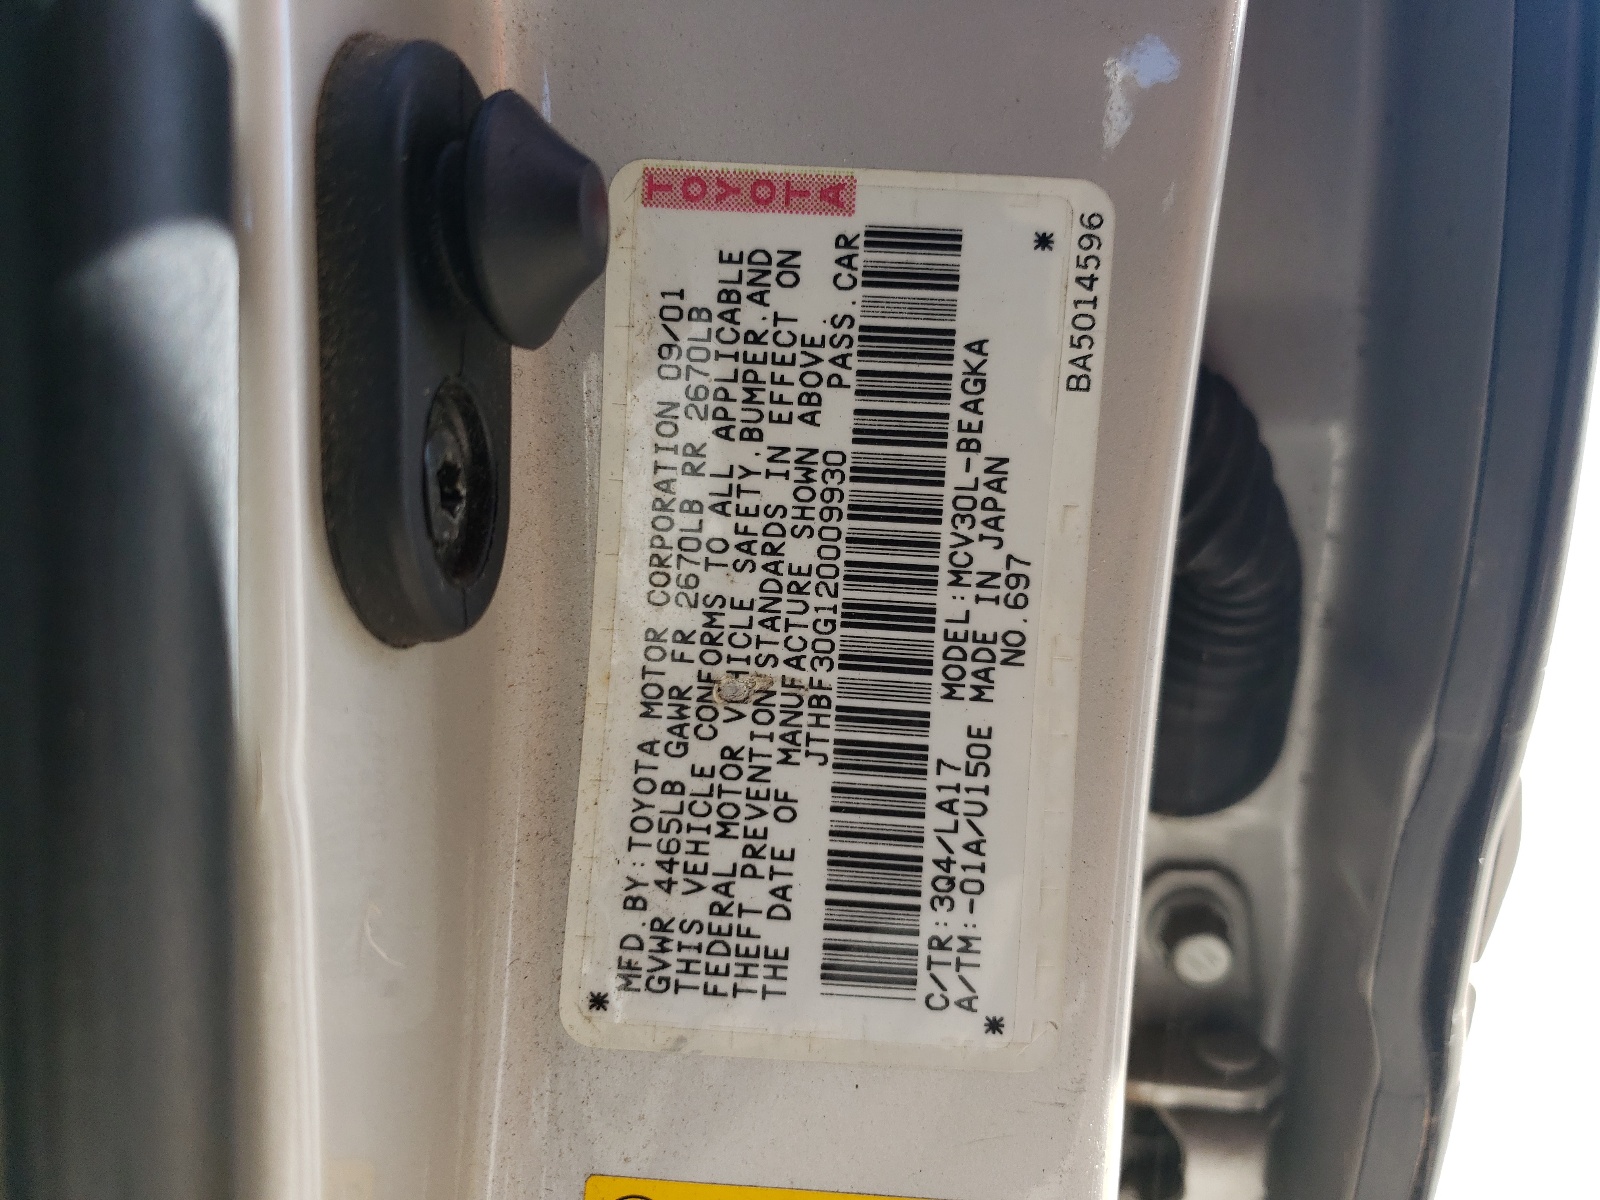 TOYOTA
MFD.BY:TOYOTA MOTOR CORPORATION 09/01
GVWR 4465LB GAWR FR 2670LB RR 2670LB
THIS VEHICLE CONFORMS TO ALL APPLICABLE
FEDERAL MOTOR VEHICLE SAFETY,BUMPER,AND
THEFT PREVENTION STANDARDS IN EFFECT ON
THE DATE OF MANUFACTURE SHOWN ABOVE.
JTHBF30G120009930 PASS.CAR
C/TR:3Q4/LA17 MODEL:MCV30L-BEAGKA
A/TM:-01A/U150E MADE IN JAPAN
NO.697
BA5014596